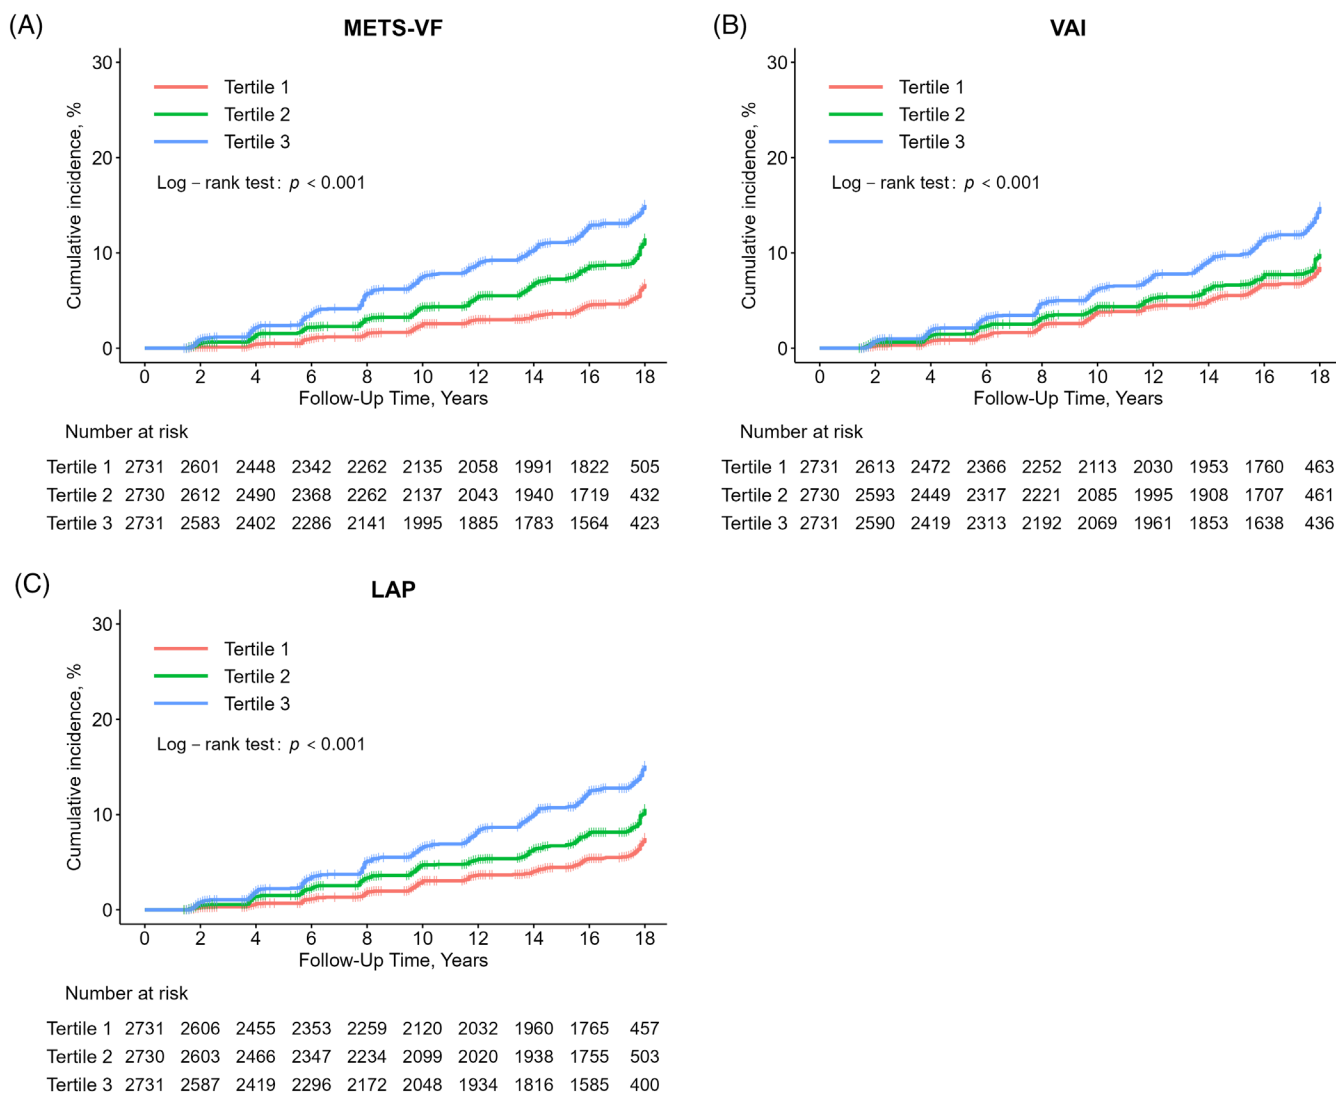 (A)
METS-VF
30
20
10
0
Cumulative incidence, %
Tertile 1
Tertile 2
Tertile 3
Log – rank test: p < 0.001
0 2 4 6 8 10 12 14 16 18
Follow-Up Time, Years
Number at risk
Tertile 1 2731 2601 2448 2342 2262 2135 2058 1991 1822 505
Tertile 2 2730 2612 2490 2368 2262 2137 2043 1940 1719 432
Tertile 3 2731 2583 2402 2286 2141 1995 1885 1783 1564 423
(B)
VAI
30
20
10
0
Cumulative incidence, %
Tertile 1
Tertile 2
Tertile 3
Log – rank test: p < 0.001
0 2 4 6 8 10 12 14 16 18
Follow-Up Time, Years
Number at risk
Tertile 1 2731 2613 2472 2366 2252 2113 2030 1953 1760 463
Tertile 2 2730 2593 2449 2317 2221 2085 1995 1908 1707 461
Tertile 3 2731 2590 2419 2313 2192 2069 1961 1853 1638 436
(C)
LAP
30
20
10
0
Cumulative incidence, %
Tertile 1
Tertile 2
Tertile 3
Log – rank test: p < 0.001
0 2 4 6 8 10 12 14 16 18
Follow-Up Time, Years
Number at risk
Tertile 1 2731 2606 2455 2353 2259 2120 2032 1960 1765 457
Tertile 2 2730 2603 2466 2347 2234 2099 2020 1938 1755 503
Tertile 3 2731 2587 2419 2296 2172 2048 1934 1816 1585 400